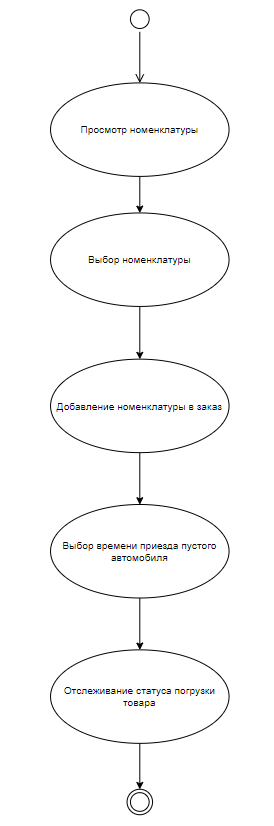 Просмотр номенклатуры
Выбор номенклатуры
Добавление номенклатуры в заказ
Выбор времени приезда пустого
автомобиля
Отслеживание статуса погрузки
товара